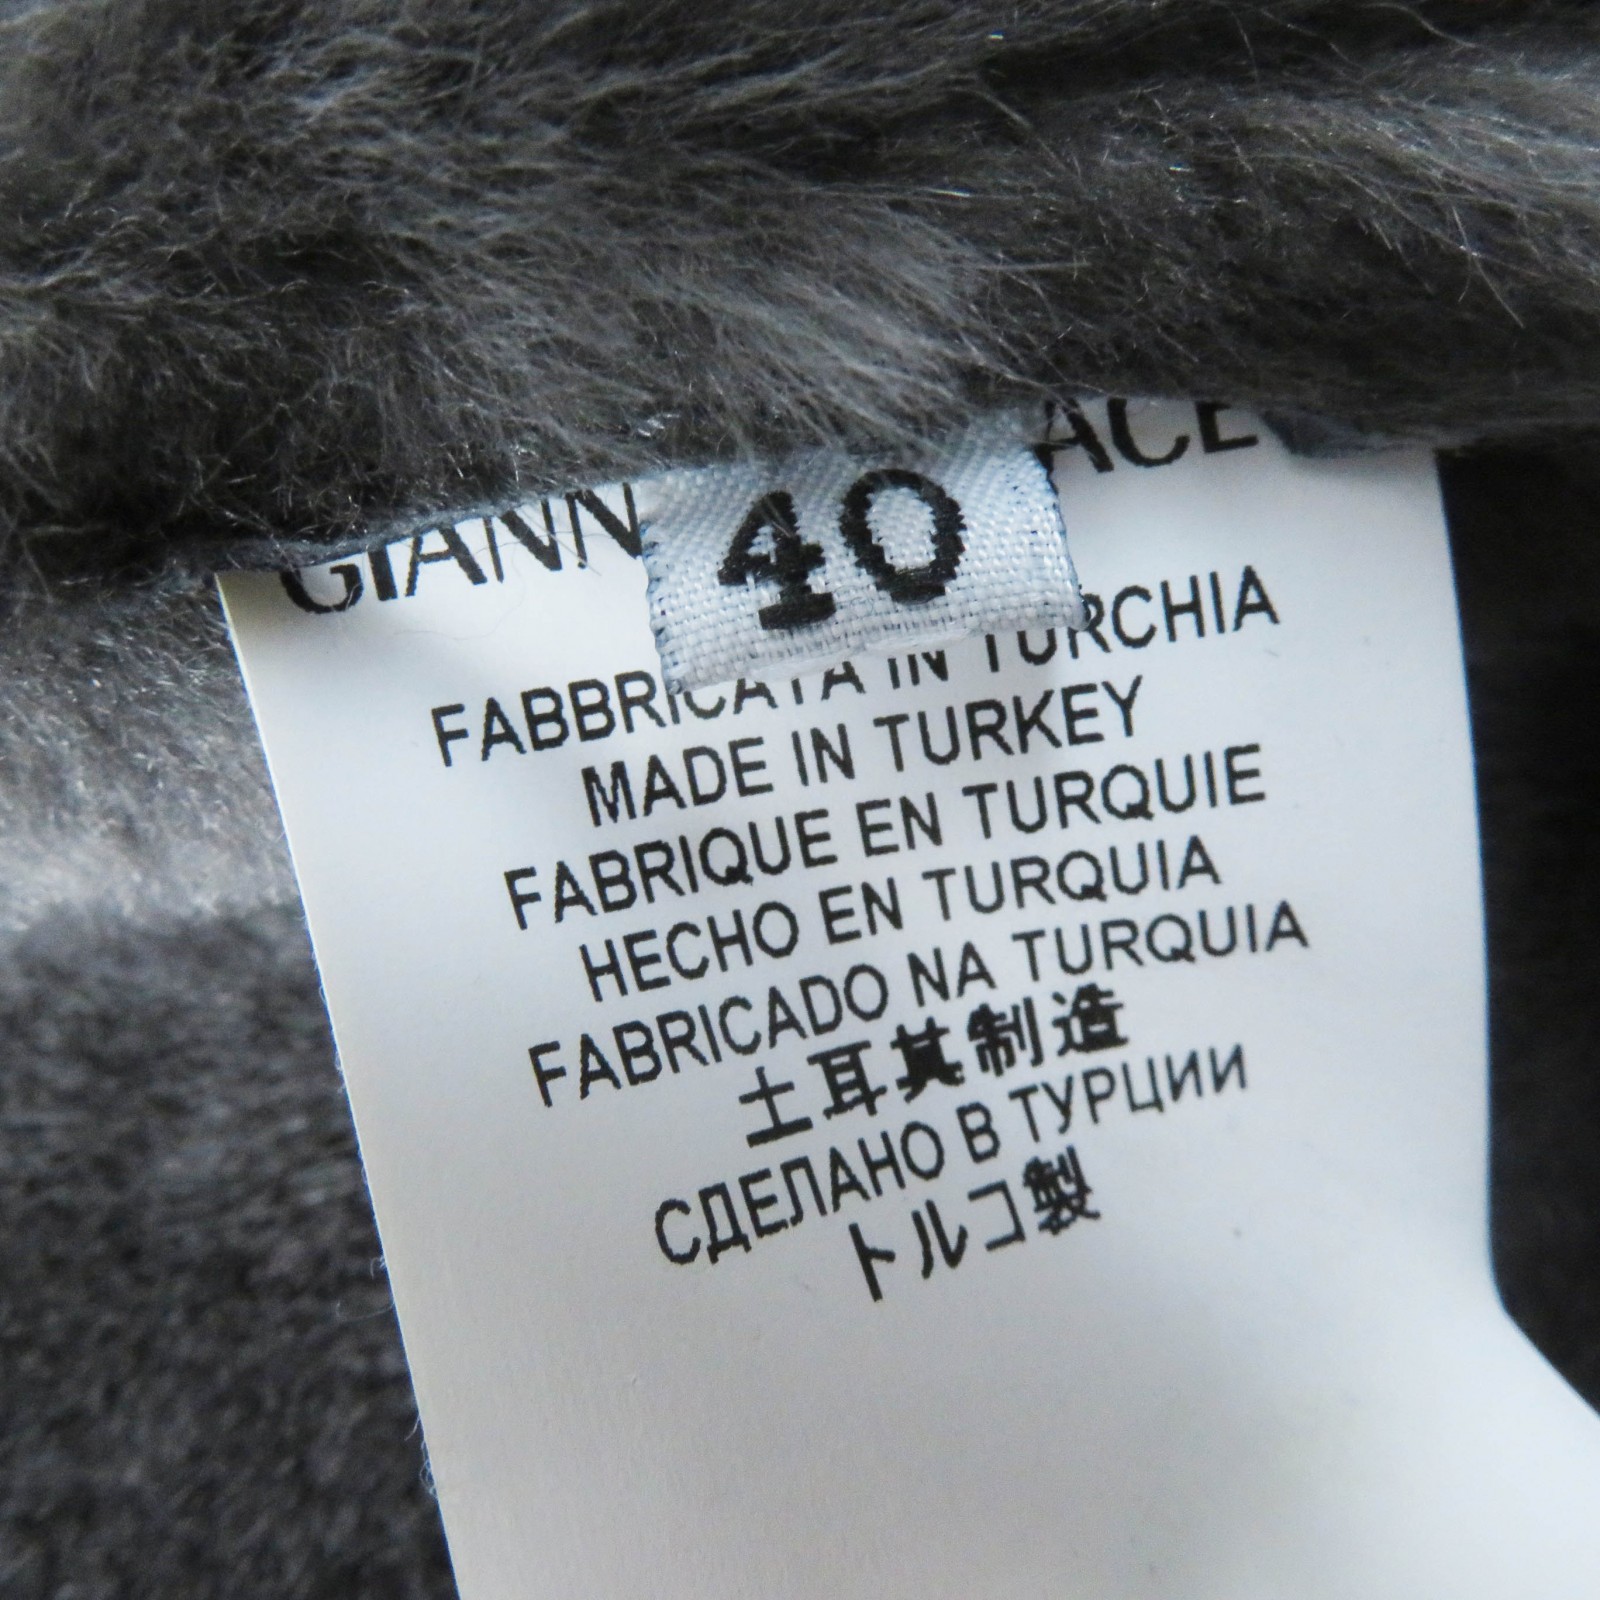 40
FABBRICATA IN TURCHIA
MADE IN TURKEY
FABRIQUE EN TURQUIE
HECHO EN TURQUIA
FABRICADO NA TURQUIA
土耳其制造
СДЕЛАНО В ТУРЦИИ
トルコ製